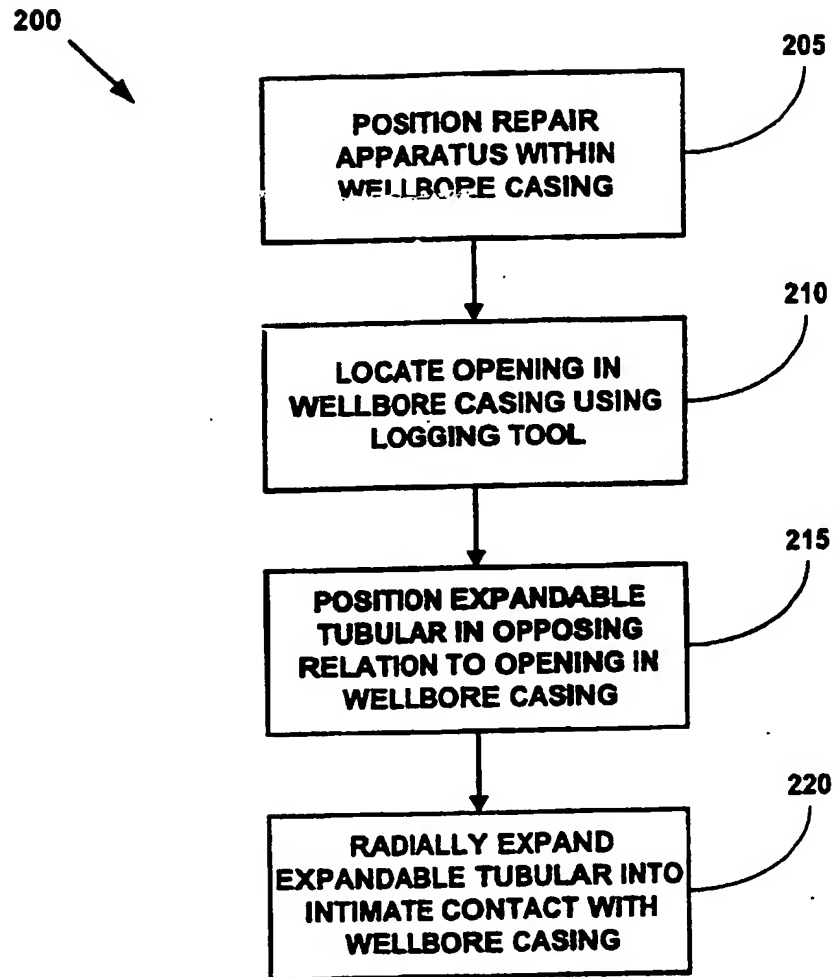 200
205
POSITION REPAIR
APPARATUS WITHIN
WELLBORE CASING
210
LOCATE OPENING IN
WELLBORE CASING USING
LOGGING TOOL
215
POSITION EXPANDABLE
TUBULAR IN OPPOSING
RELATION TO OPENING IN
WELLBORE CASING
220
RADIALLY EXPAND
EXPANDABLE TUBULAR INTO
INTIMATE CONTACT WITH
WELLBORE CASING